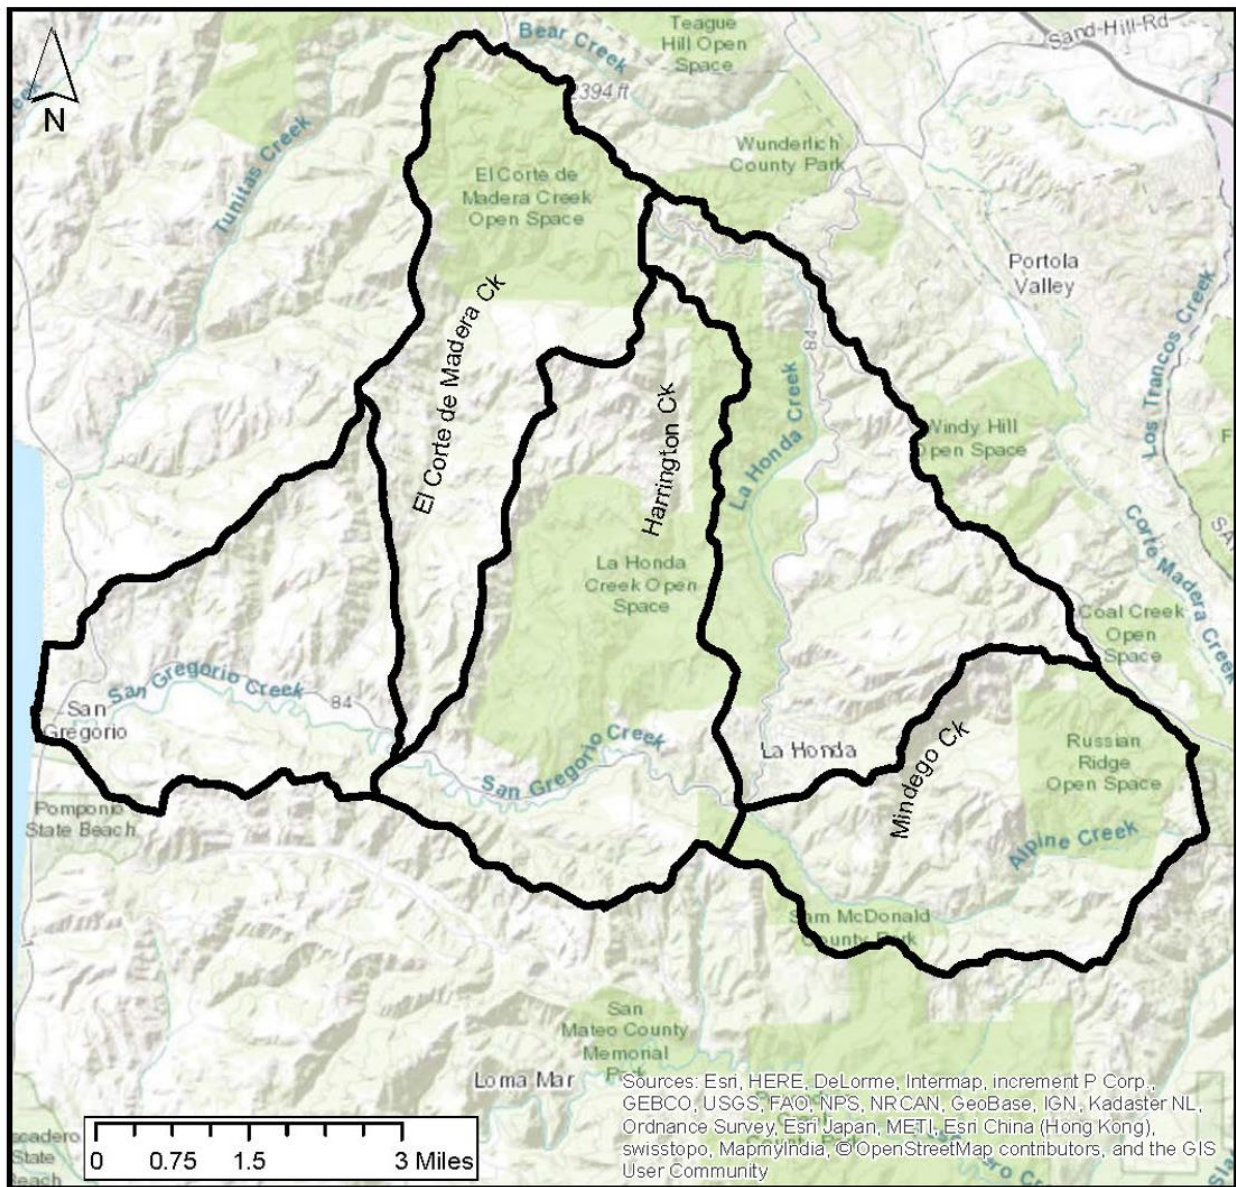 Teague
Hill Open
Space
Sand-Hill-Rd
Bear Creek
2394 ft
N
Tunitas Creek
Wunderlich
County Park
El Corte de
Madera Creek
Open Space
Portola
Valley
El Corte de Madera Ck
Los Trancos Creek
84
La Honda Creek
Harrington Ck
Windy Hill
Open Space
Corte Madera Creek
La Honda
Creek Open
Space
Coal Creek
Open
Space
San Gregorio Creek
84
San
Gregorio
San Gregorio Creek
La Honda
Mindego Ck
Russian
Ridge
Open Space
Pomponio
State Beach
Alpine Creek
Sam McDonald
County Park
San
Mateo County
Memorial
Park
Loma Mar
Sources: Esri, HERE, DeLorme, Intermap, increment P Corp.,
GEBCO, USGS, FAO, NPS, NRCAN, GeoBase, IGN, Kadaster NL,
Ordnance Survey, Esri Japan, METI, Esri China (Hong Kong),
swisstopo, MapmyIndia, © OpenStreetMap contributors, and the GIS
User Community
0 0.75 1.5 3 Miles
scadero
State
Beach